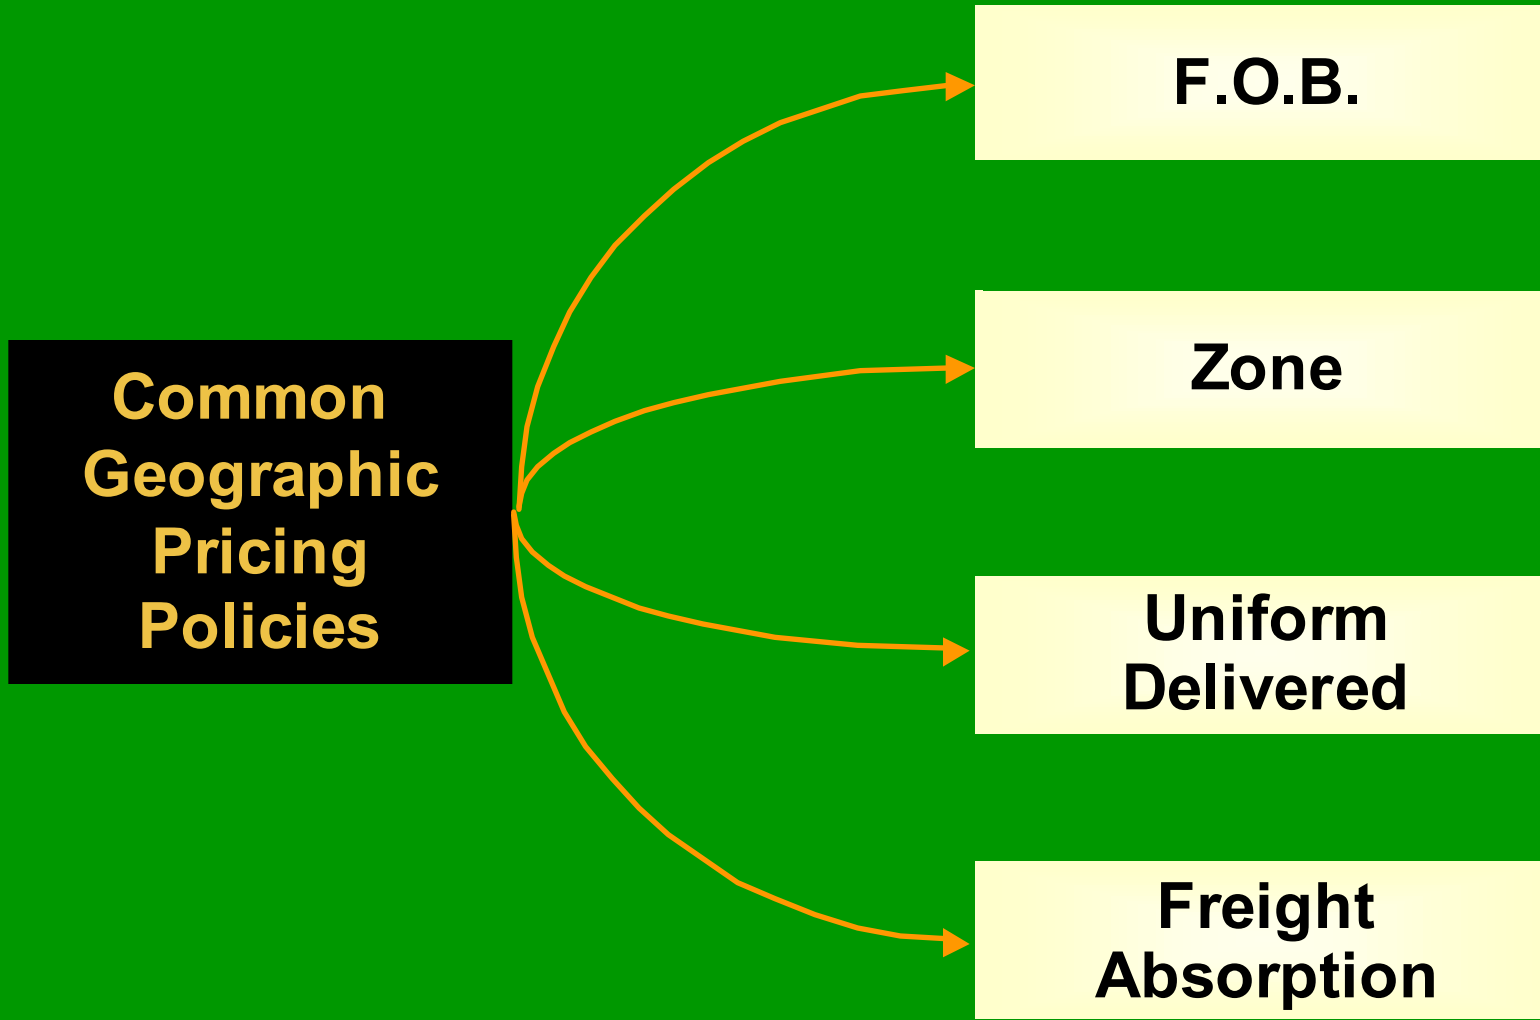 Common
Geographic
Pricing
Policies
F.O.B.
Zone
Uniform
Delivered
Freight
Absorption